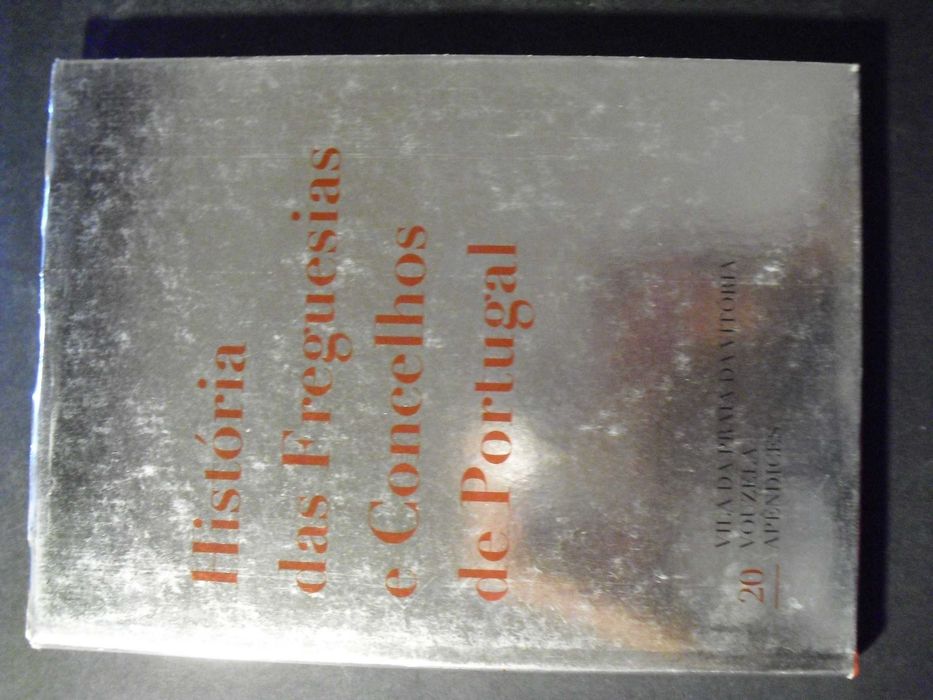 História
das Freguesias
e Concelhos
de Portugal
20
VILA DA PRAIA DA VITÓRIA
VOUZELA
APÊNDICES